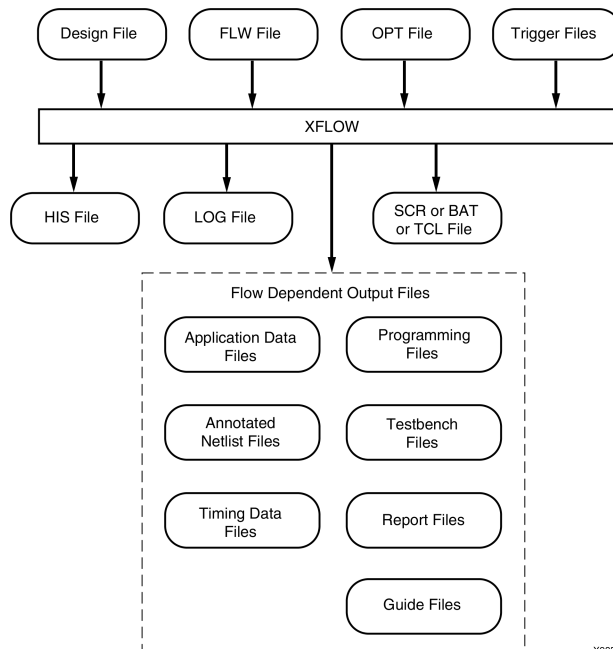 Design File
FLW File
OPT File
Trigger Files
XFLOW
HIS File
LOG File
SCR or BAT
or TCL File
Flow Dependent Output Files
Application Data
Files
Programming
Files
Annotated
Netlist Files
Testbench
Files
Timing Data
Files
Report Files
Guide Files